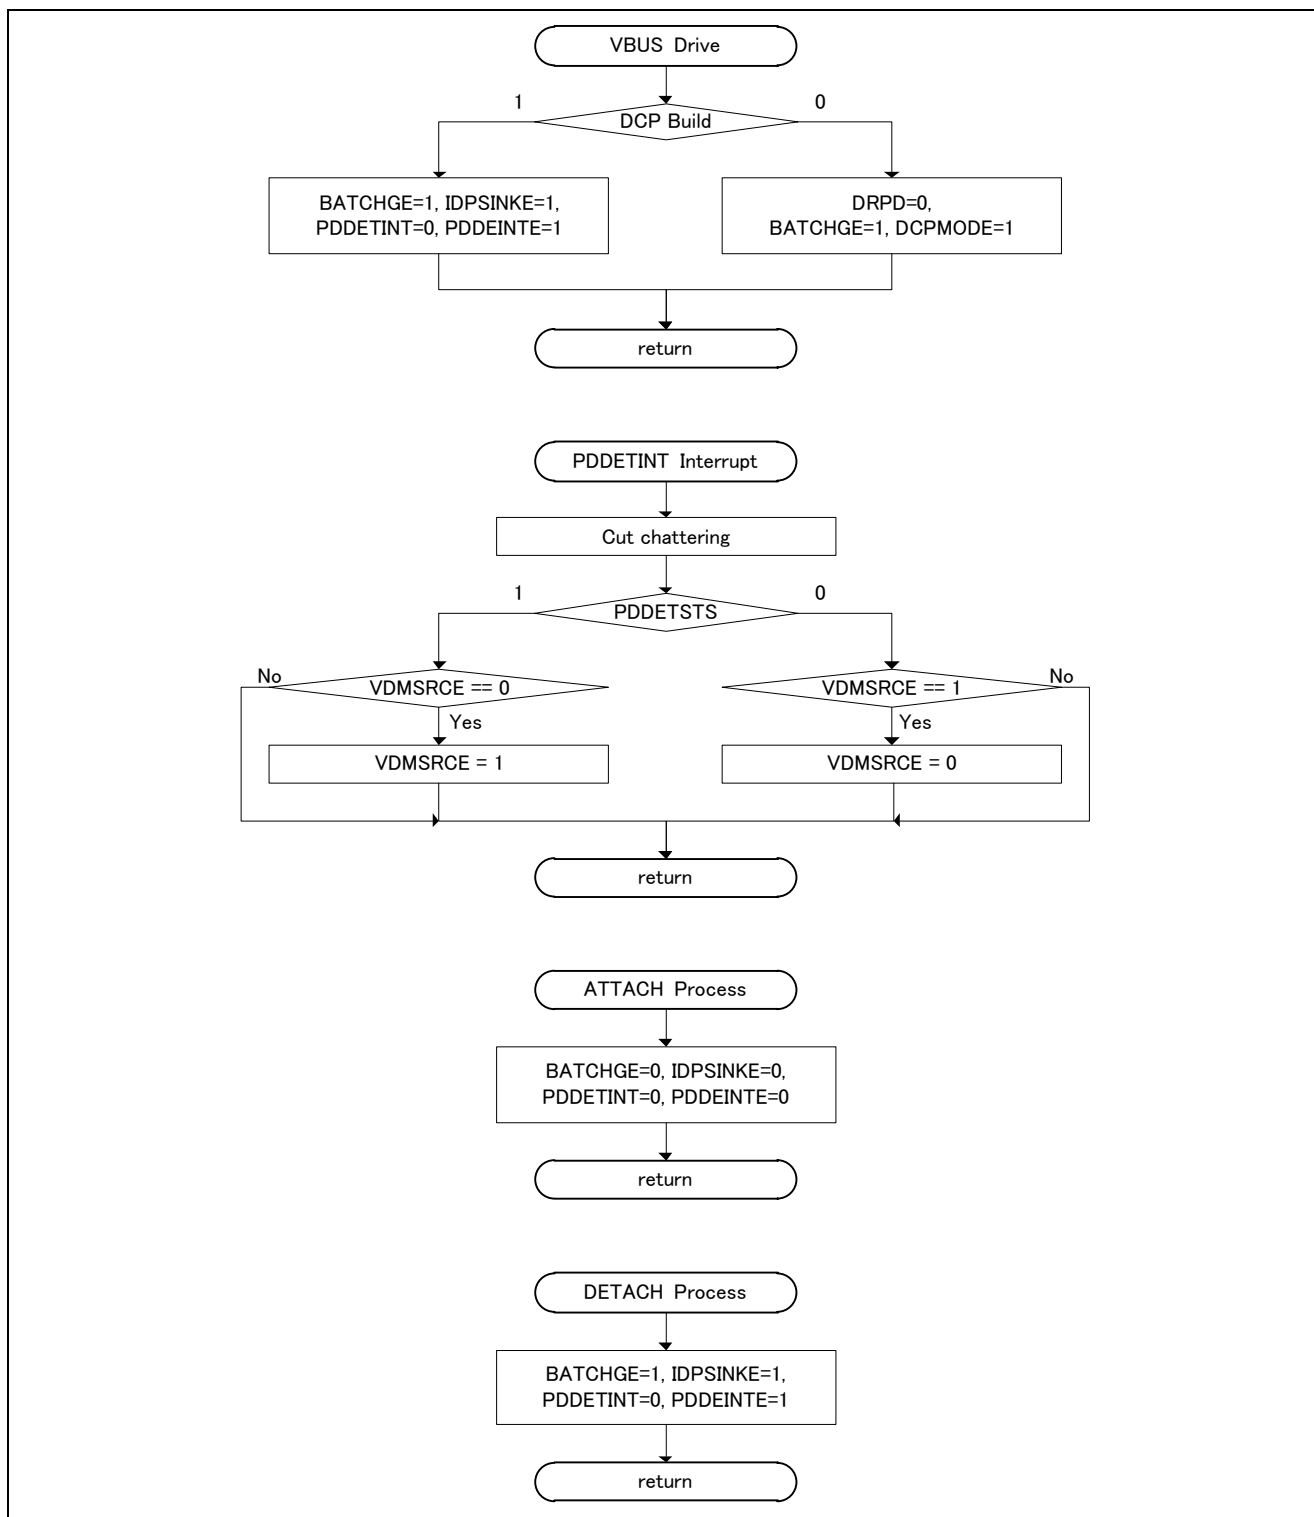 VBUS Drive
1
0
DCP Build
BATCHGE=1, IDPSINKE=1,
PDDETINT=0, PDDEINTE=1
DRPD=0,
BATCHGE=1, DCPMODE=1
return
PDDETINT Interrupt
Cut chattering
1
0
PDDETSTS
No
VDMSRCE == 0
VDMSRCE == 1
No
Yes
Yes
VDMSRCE = 1
VDMSRCE = 0
return
ATTACH Process
BATCHGE=0, IDPSINKE=0,
PDDETINT=0, PDDEINTE=0
return
DETACH Process
BATCHGE=1, IDPSINKE=1,
PDDETINT=0, PDDEINTE=1
return